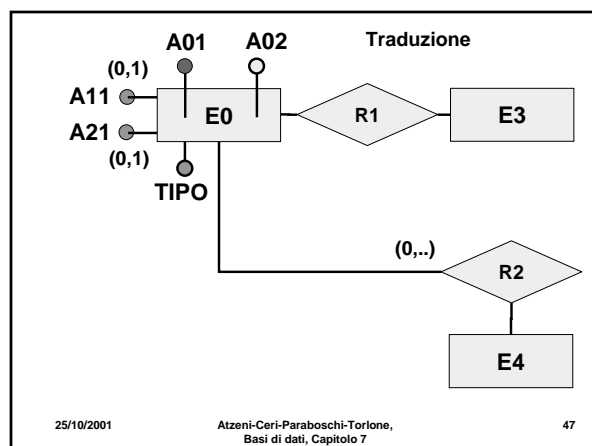 A01
A02
Traduzione
(0,1)
A11
E0
R1
E3
A21
(0,1)
TIPO
(0,..)
R2
E4
25/10/2001
Atzeni-Ceri-Paraboschi-Torlone,
Basi di dati, Capitolo 7
47